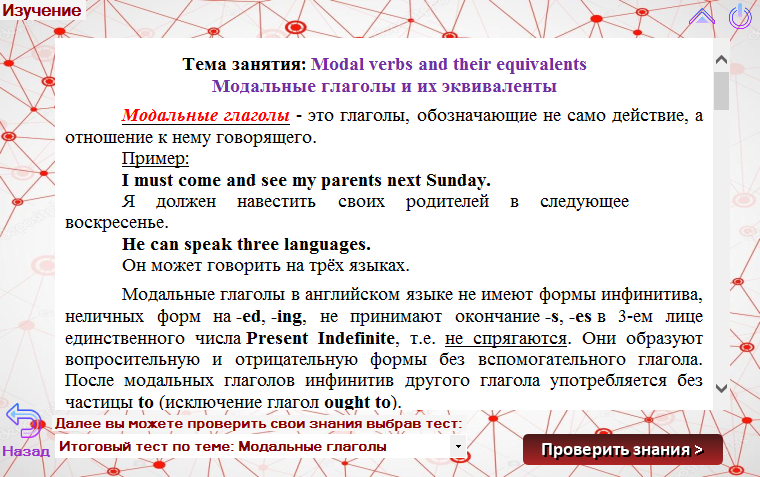 Изучение
Тема занятия: Modal verbs and their equivalents
Модальные глаголы и их эквиваленты
Модальные глаголы - это глаголы, обозначающие не само действие, а
отношение к нему говорящего.
Пример:
I must come and see my parents next Sunday.
Я должен навестить своих родителей в следующее
воскресенье.
He can speak three languages.
Он может говорить на трёх языках.
Модальные глаголы в английском языке не имеют формы инфинитива,
неличных форм на -ed, -ing, не принимают окончание -s, -es в 3-ем лице
единственного числа Present Indefinite, т.е. не спрягаются. Они образуют
вопросительную и отрицательную формы без вспомогательного глагола.
После модальных глаголов инфинитив другого глагола употребляется без
частицы to (исключение глагол ought to).
Далее вы можете проверить свои знания выбрав тест:
Назад
Итоговый тест по теме: Модальные глаголы
Проверить знания >